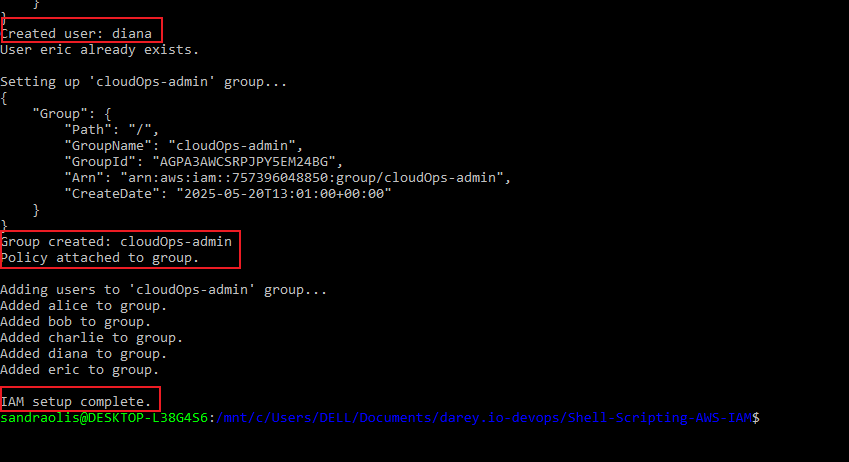 }
}
Created user: diana
User eric already exists.
Setting up 'cloudOps-admin' group...
{
    "Group": {
        "Path": "/",
        "GroupName": "cloudOps-admin",
        "GroupId": "AGPA3AWCSRPJPY5EM24BG",
        "Arn": "arn:aws:iam::757396048850:group/cloudOps-admin",
        "CreateDate": "2025-05-20T13:01:00+00:00"
    }
}
Group created: cloudOps-admin
Policy attached to group.
Adding users to 'cloudOps-admin' group...
Added alice to group.
Added bob to group.
Added charlie to group.
Added diana to group.
Added eric to group.
IAM setup complete.
sandraolis@DESKTOP-L38G4S6:/mnt/c/Users/DELL/Documents/darey.io-devops/Shell-Scripting-AWS-IAM$